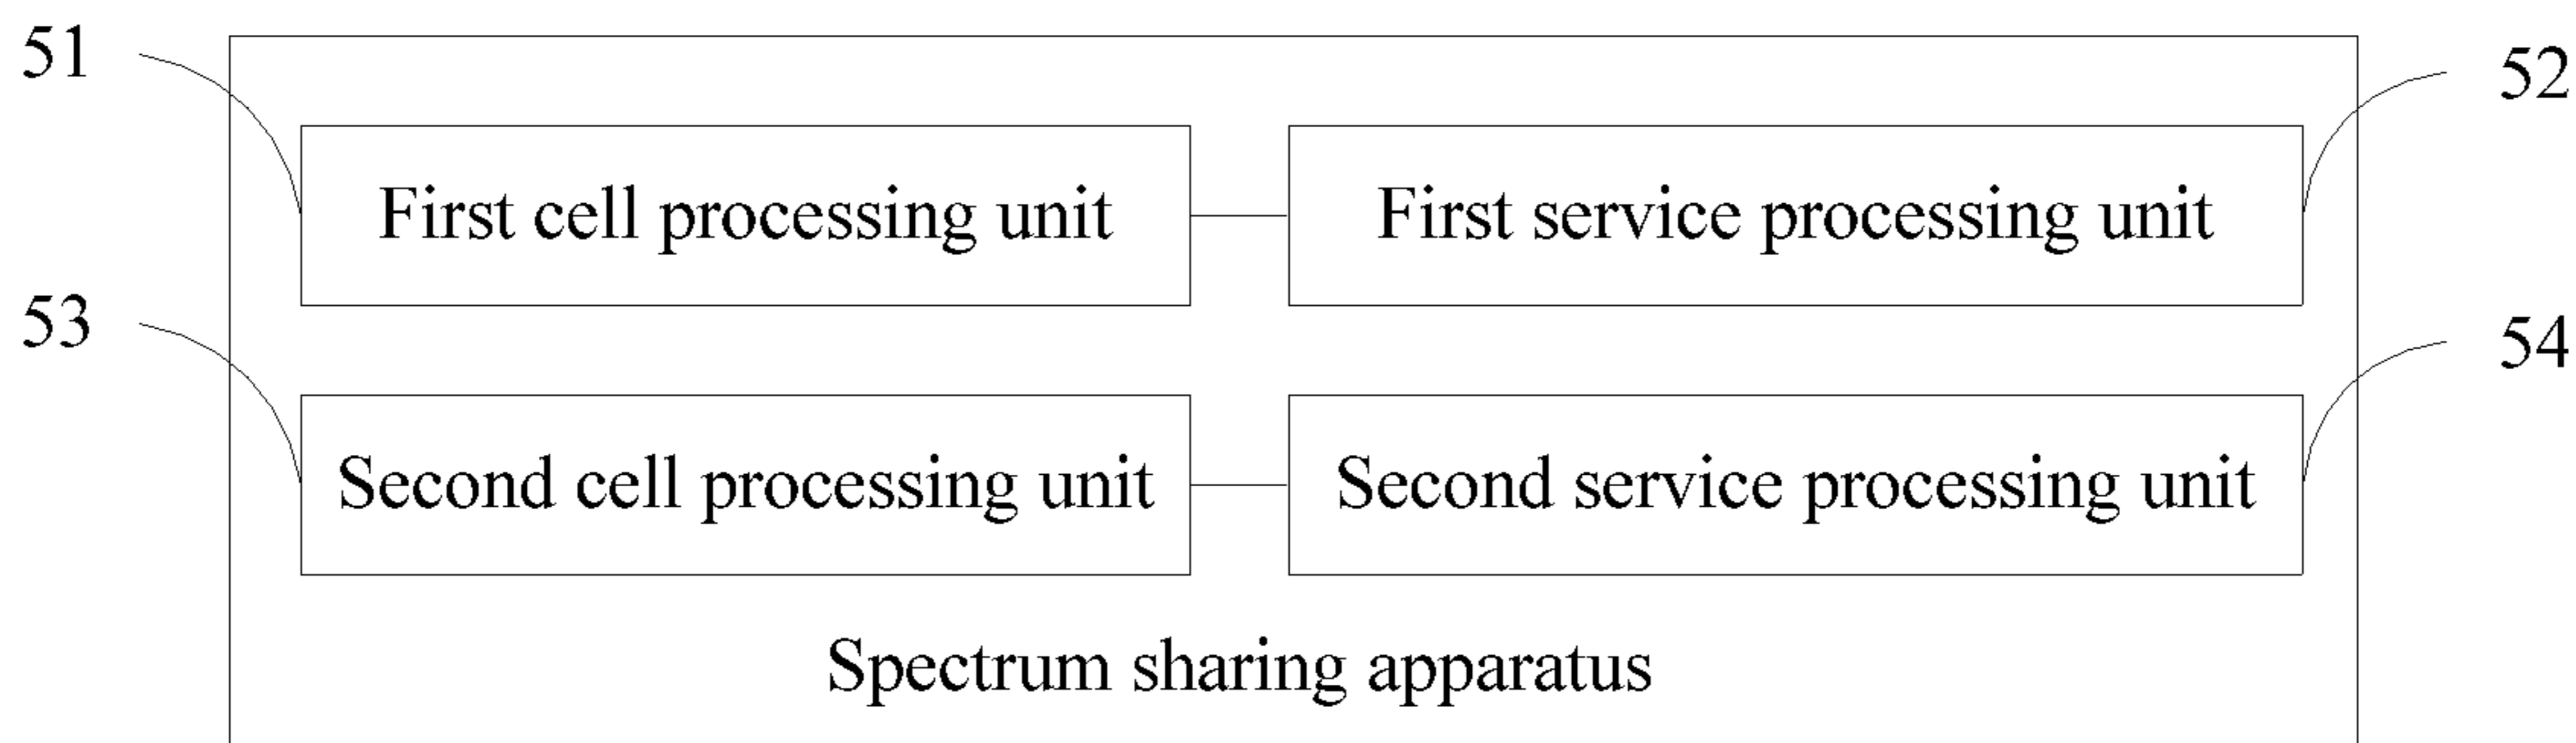 51
52
First cell processing unit
First service processing unit
53
54
Second cell processing unit
Second service processing unit
Spectrum sharing apparatus